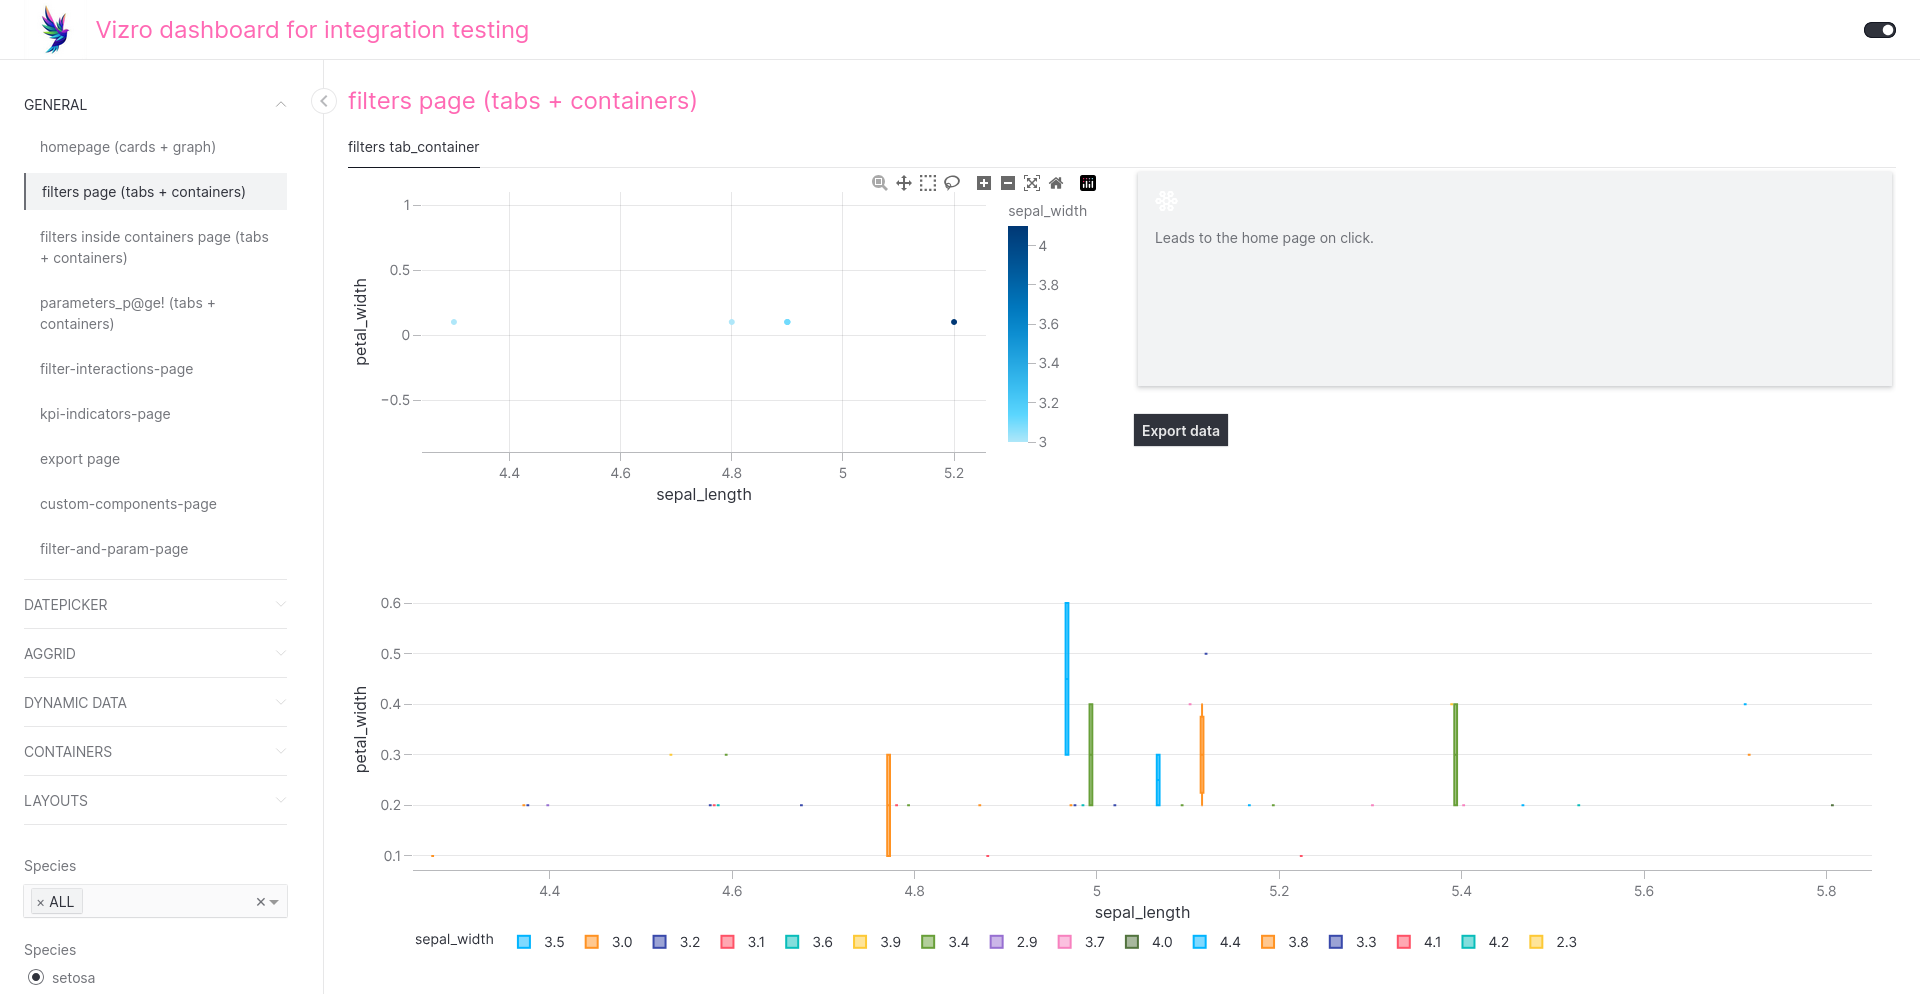 Vizro dashboard for integration testing
GENERAL
homepage (cards + graph)
filters page (tabs + containers)
filters inside containers page (tabs
+ containers)
parameters_p@ge! (tabs +
containers)
filter-interactions-page
kpi-indicators-page
export page
custom-components-page
filter-and-param-page
DATEPICKER
AGGRID
DYNAMIC DATA
CONTAINERS
LAYOUTS
Species
× ALL
Species
setosa
filters page (tabs + containers)
filters tab_container
petal_width
1
0.5
0
−0.5
4.4 4.6 4.8 5 5.2
sepal_length
sepal_width
4
3.8
3.6
3.4
3.2
3
Leads to the home page on click.
Export data
petal_width
0.6
0.5
0.4
0.3
0.2
0.1
4.4 4.6 4.8 5 5.2 5.4 5.6 5.8
sepal_length
sepal_width 3.5 3.0 3.2 3.1 3.6 3.9 3.4 2.9 3.7 4.0 4.4 3.8 3.3 4.1 4.2 2.3